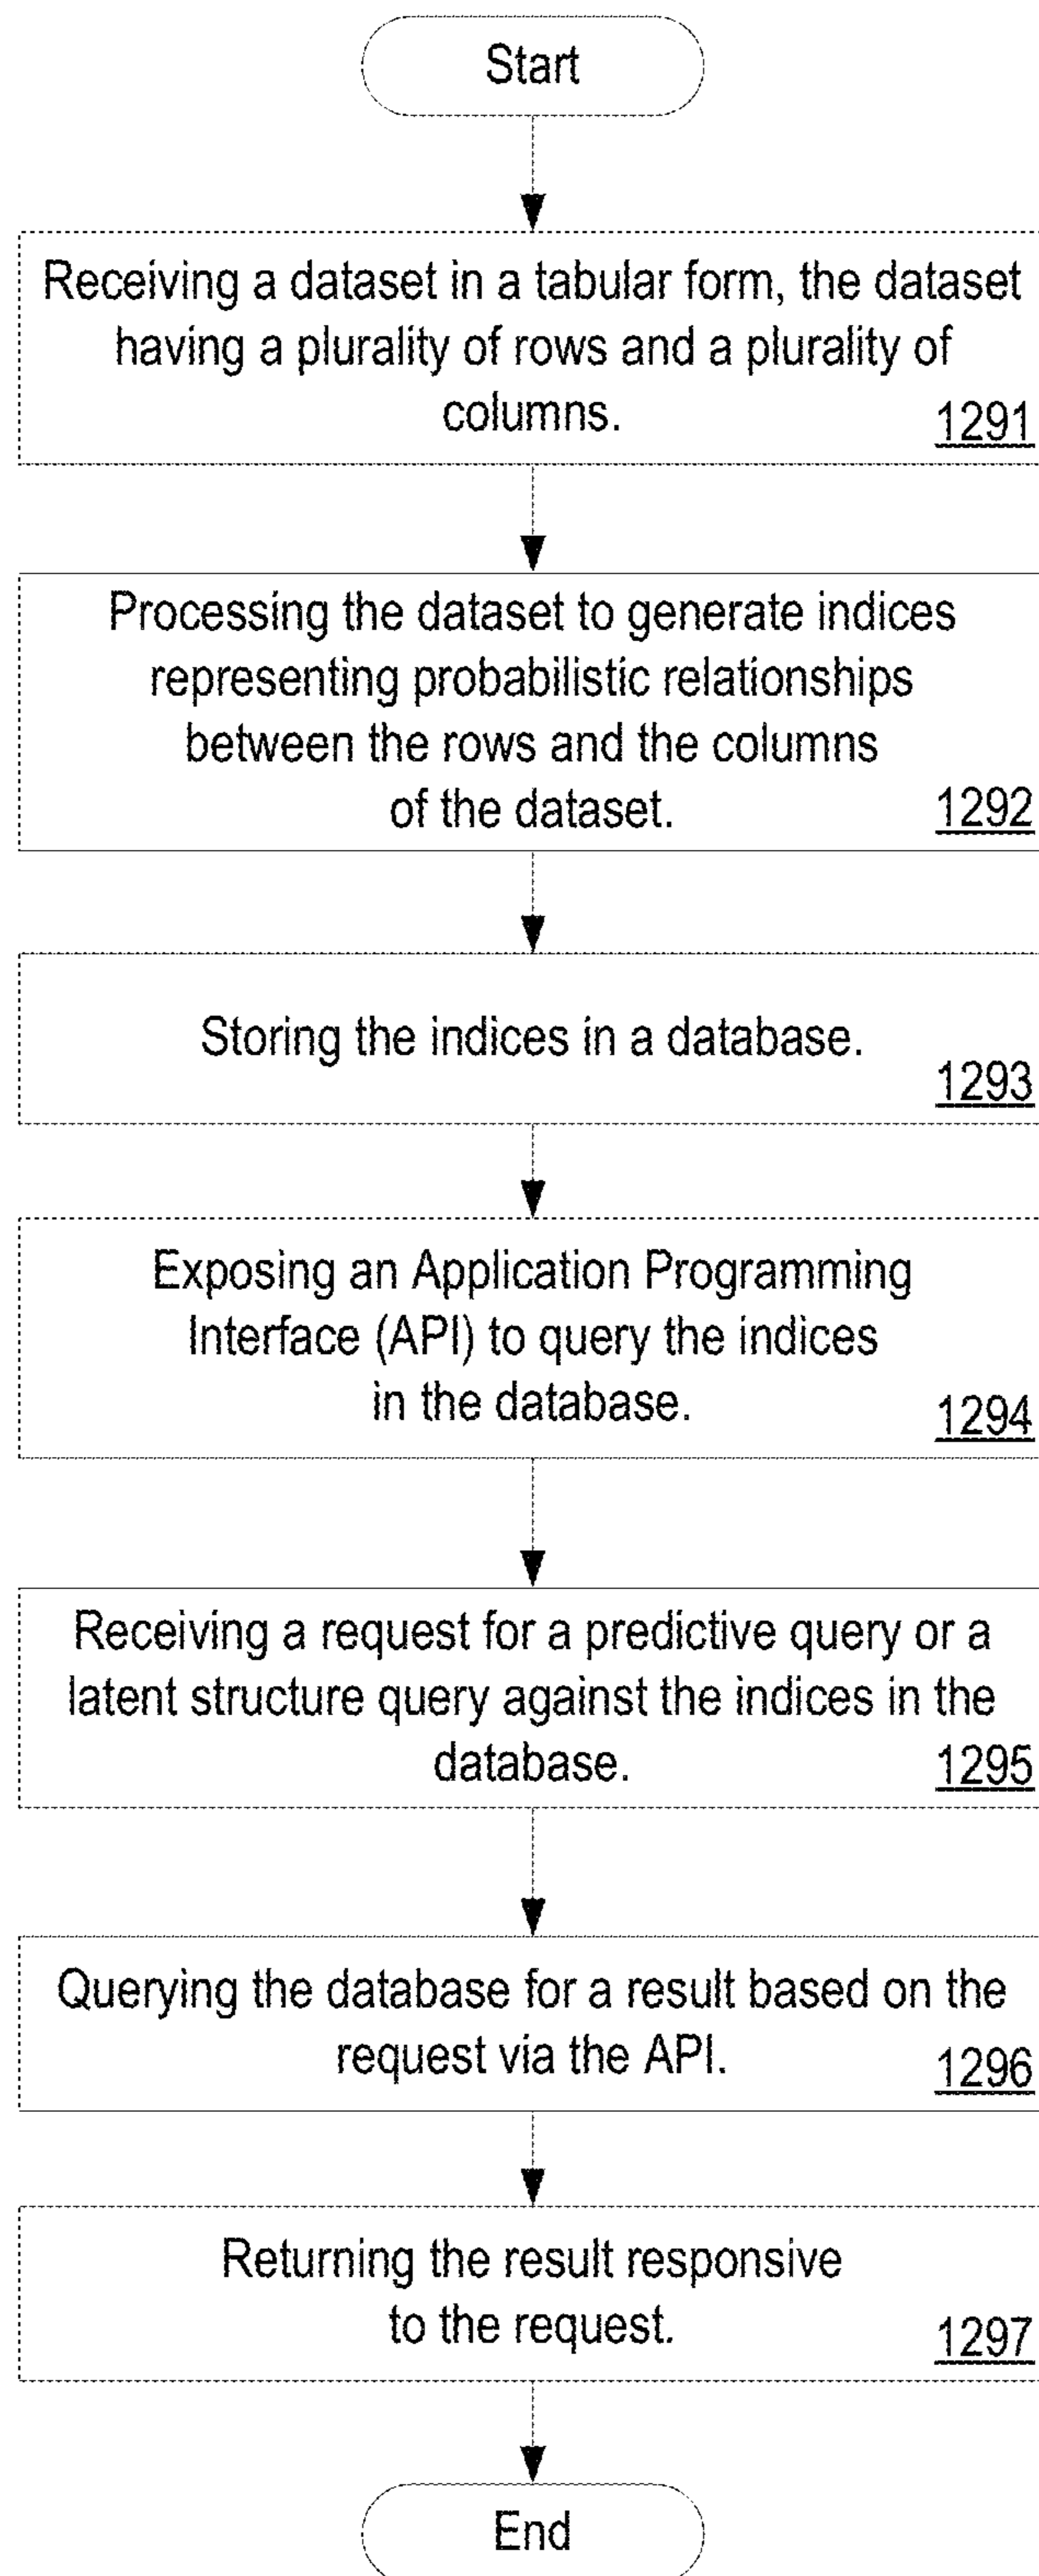 Start
Receiving a dataset in a tabular form, the dataset
having a plurality of rows and a plurality of
columns.
1291
Processing the dataset to generate indices
representing probabilistic relationships
between the rows and the columns
of the dataset.
1292
Storing the indices in a database.
1293
Exposing an Application Programming
Interface (API) to query the indices
in the database.
1294
Receiving a request for a predictive query or a
latent structure query against the indices in the
database.
1295
Querying the database for a result based on the
request via the API.
1296
Returning the result responsive
to the request.
1297
End